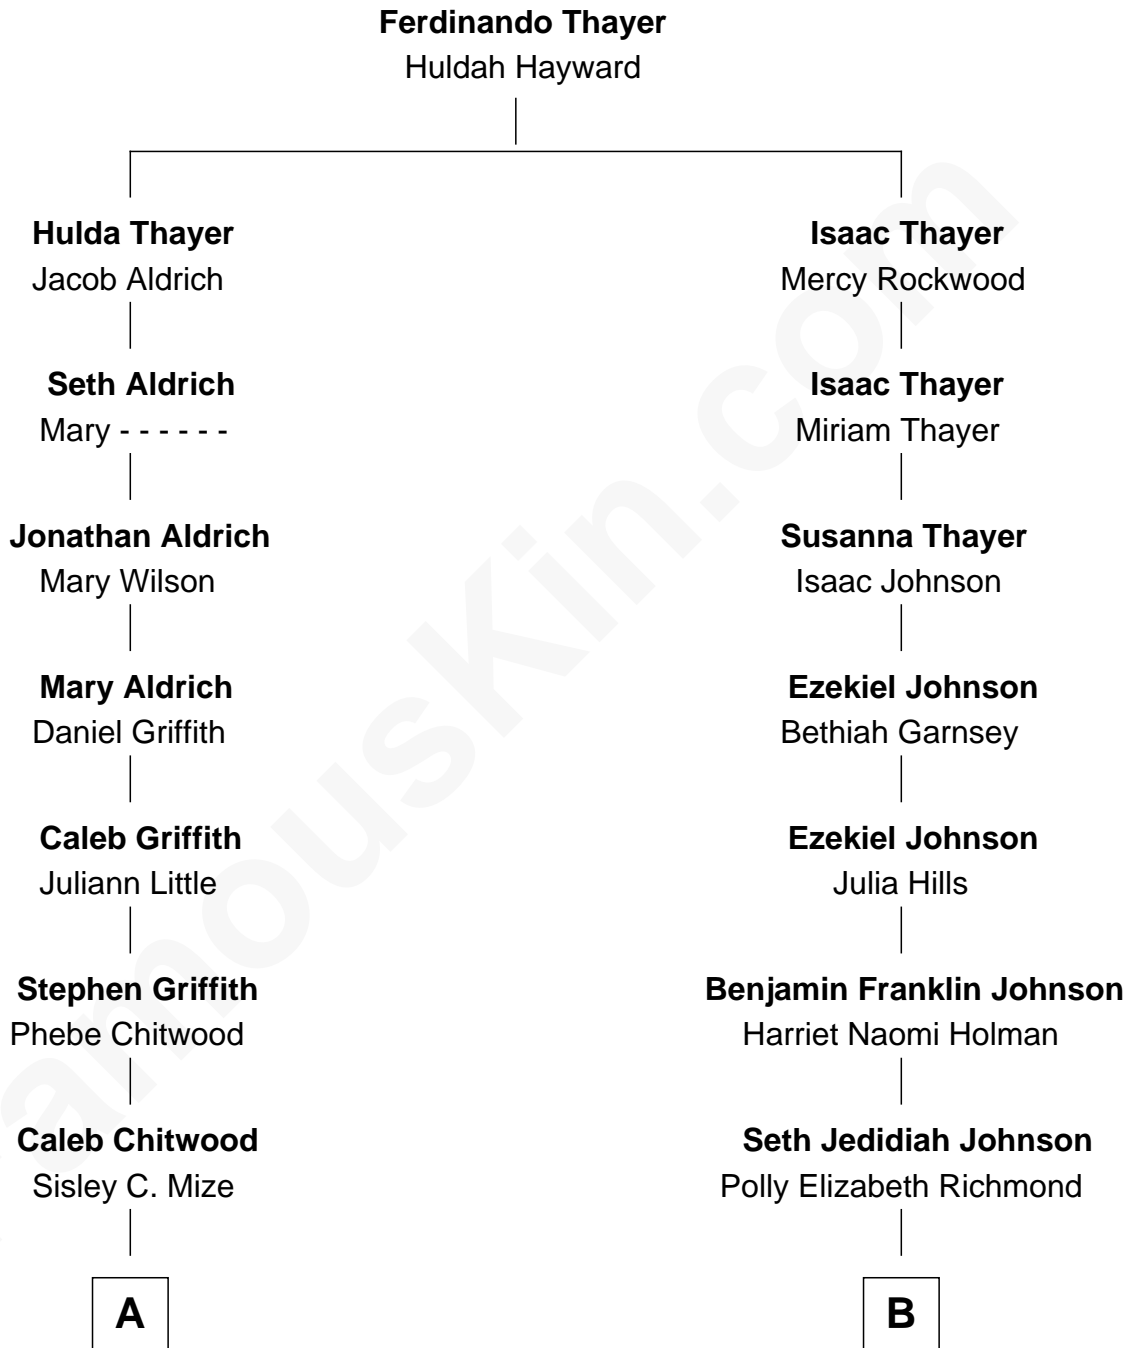 Ferdinando Thayer
Huldah Hayward
Hulda Thayer
Jacob Aldrich
Seth Aldrich
Mary - - - - - -
Jonathan Aldrich
Mary Wilson
Mary Aldrich
Daniel Griffith
Caleb Griffith
Juliann Little
Stephen Griffith
Phebe Chitwood
Caleb Chitwood
Sisley C. Mize
A
Isaac Thayer
Mercy Rockwood
Isaac Thayer
Miriam Thayer
Susanna Thayer
Isaac Johnson
Ezekiel Johnson
Bethiah Garnsey
Ezekiel Johnson
Julia Hills
Benjamin Franklin Johnson
Harriet Naomi Holman
Seth Jedidiah Johnson
Polly Elizabeth Richmond
B
amousKin.com